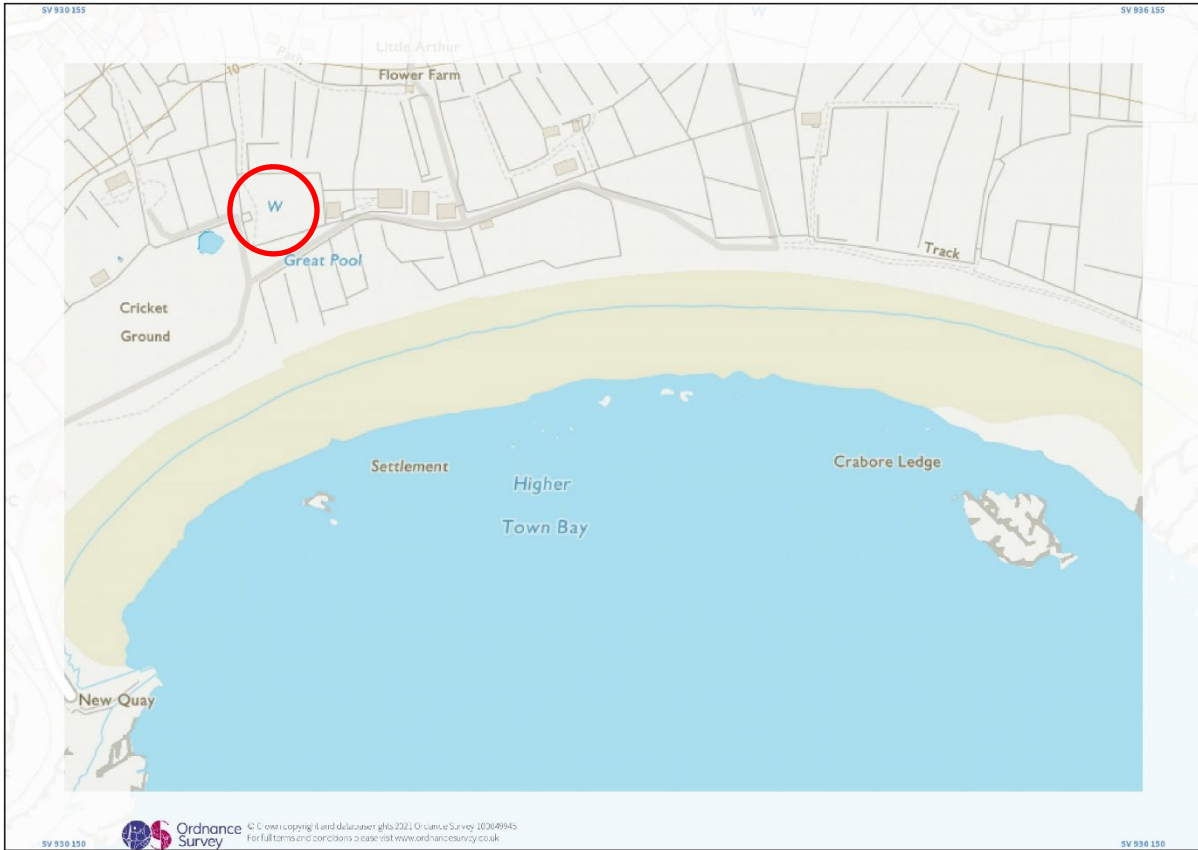 SV 930 155
SV 936 155
W
Path
Little Arthur
10
Flower Farm
W
Great Pool
Track
Cricket
Ground
Settlement
Higher
Town Bay
Crabore Ledge
New Quay
Ordnance
Survey
© Crown copyright and database rights 2021 Ordnance Survey 100049945
For full terms and conditions please visit www.ordnancesurvey.co.uk
SV 930 150
SV 936 150